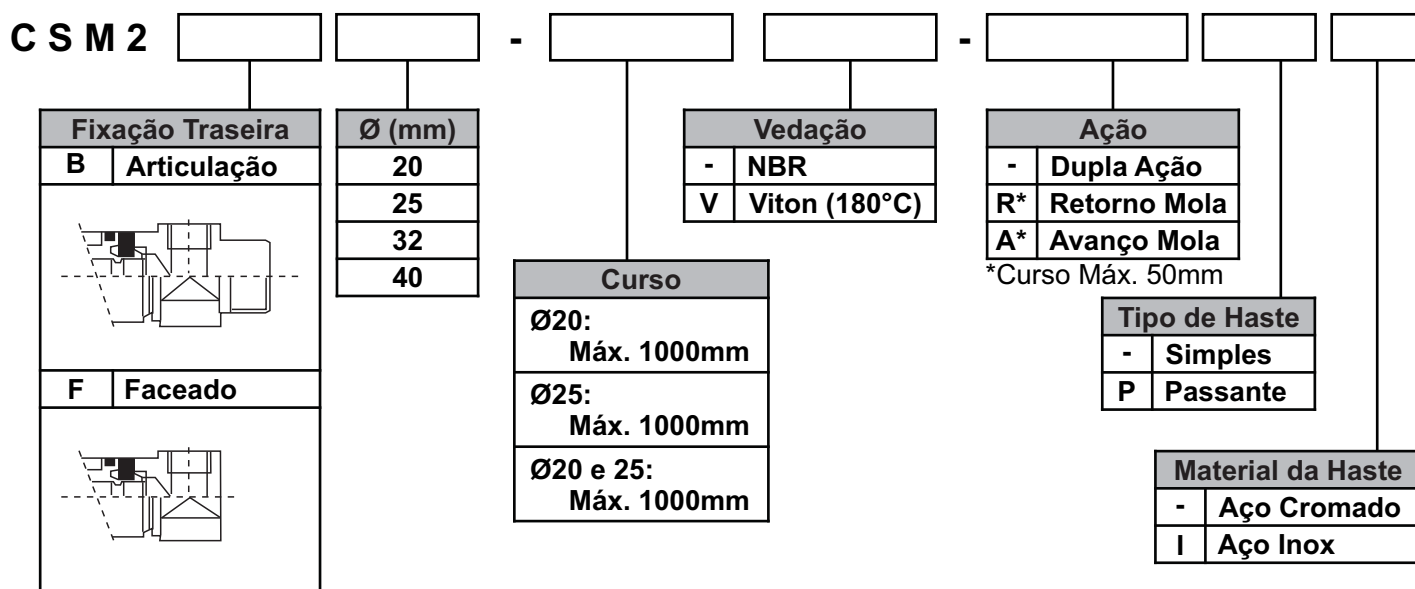 C S M 2 - -
Fixação Traseira
B Articulação
F Faceado
Ø (mm)
20
25
32
40
Curso
Ø20:
Máx. 1000mm
Ø25:
Máx. 1000mm
Ø20 e 25:
Máx. 1000mm
Vedação
- NBR
V Viton (180°C)
Ação
- Dupla Ação
R* Retorno Mola
A* Avanço Mola
*Curso Máx. 50mm
Tipo de Haste
- Simples
P Passante
Material da Haste
- Aço Cromado
I Aço Inox